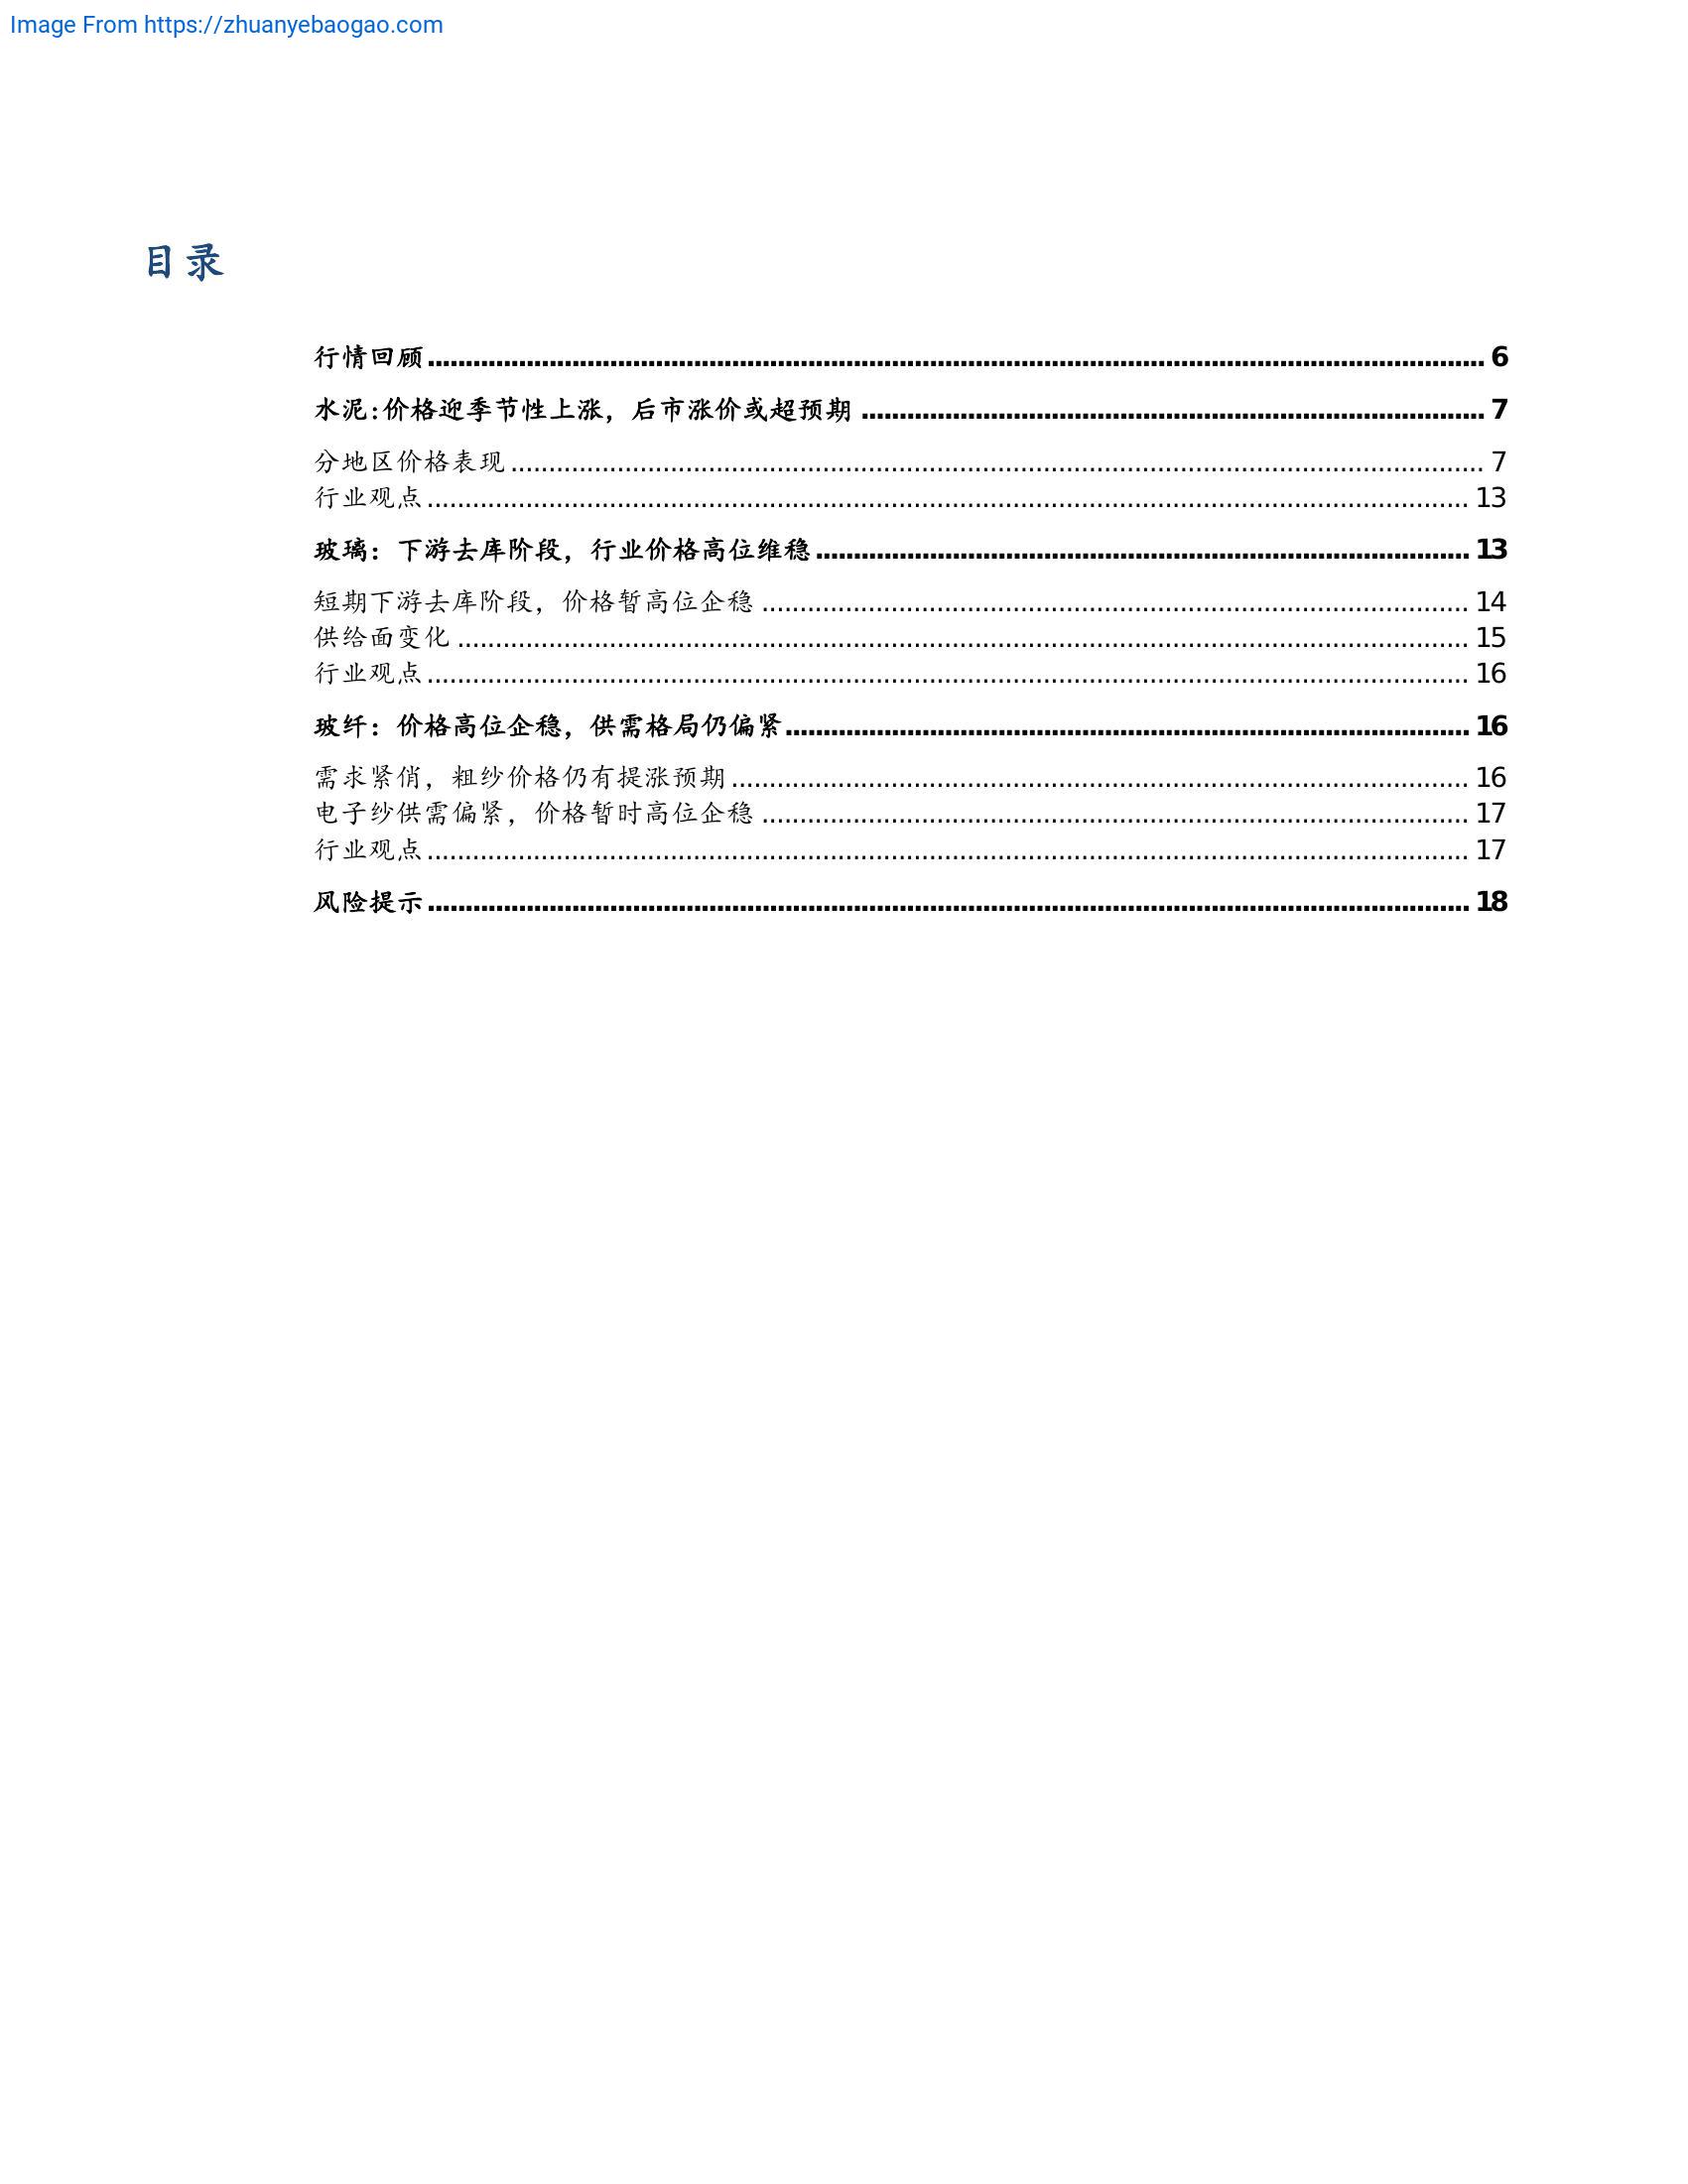 Image From https://zhuanyebaogao.com
目录
行情回顾........................................ 6
水泥:价格迎季节性上涨，后市涨价或超预期 ........................................ 7
分地区价格表现 ........................................ 7
行业观点 ........................................ 13
玻璃：下游去库阶段，行业价格高位维稳 ........................................ 13
短期下游去库阶段，价格暂高位企稳 ........................................ 14
供给面变化 ........................................ 15
行业观点 ........................................ 16
玻纤：价格高位企稳，供需格局仍偏紧 ........................................ 16
需求紧俏，粗纱价格仍有提涨预期 ........................................ 16
电子纱供需偏紧，价格暂时高位企稳 ........................................ 17
行业观点 ........................................ 17
风险提示 ........................................ 18